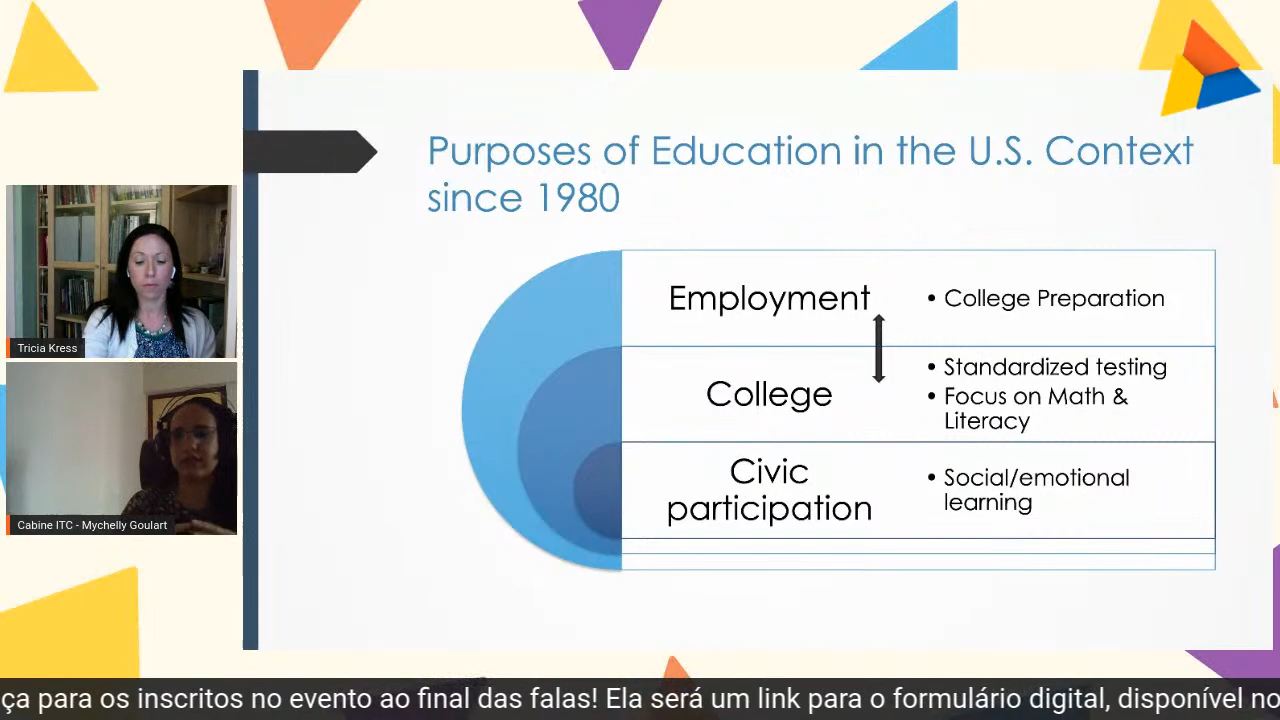 Purposes of Education in the U.S. Context
since 1980
Employment
• College Preparation
College
• Standardized testing
• Focus on Math &
Literacy
Civic
participation
• Social/emotional
learning
Tricia Kress
Cabine ITC - Mychelly Goulart
ça para os inscritos no evento ao final das falas! Ela será um link para o formulário digital, disponível no